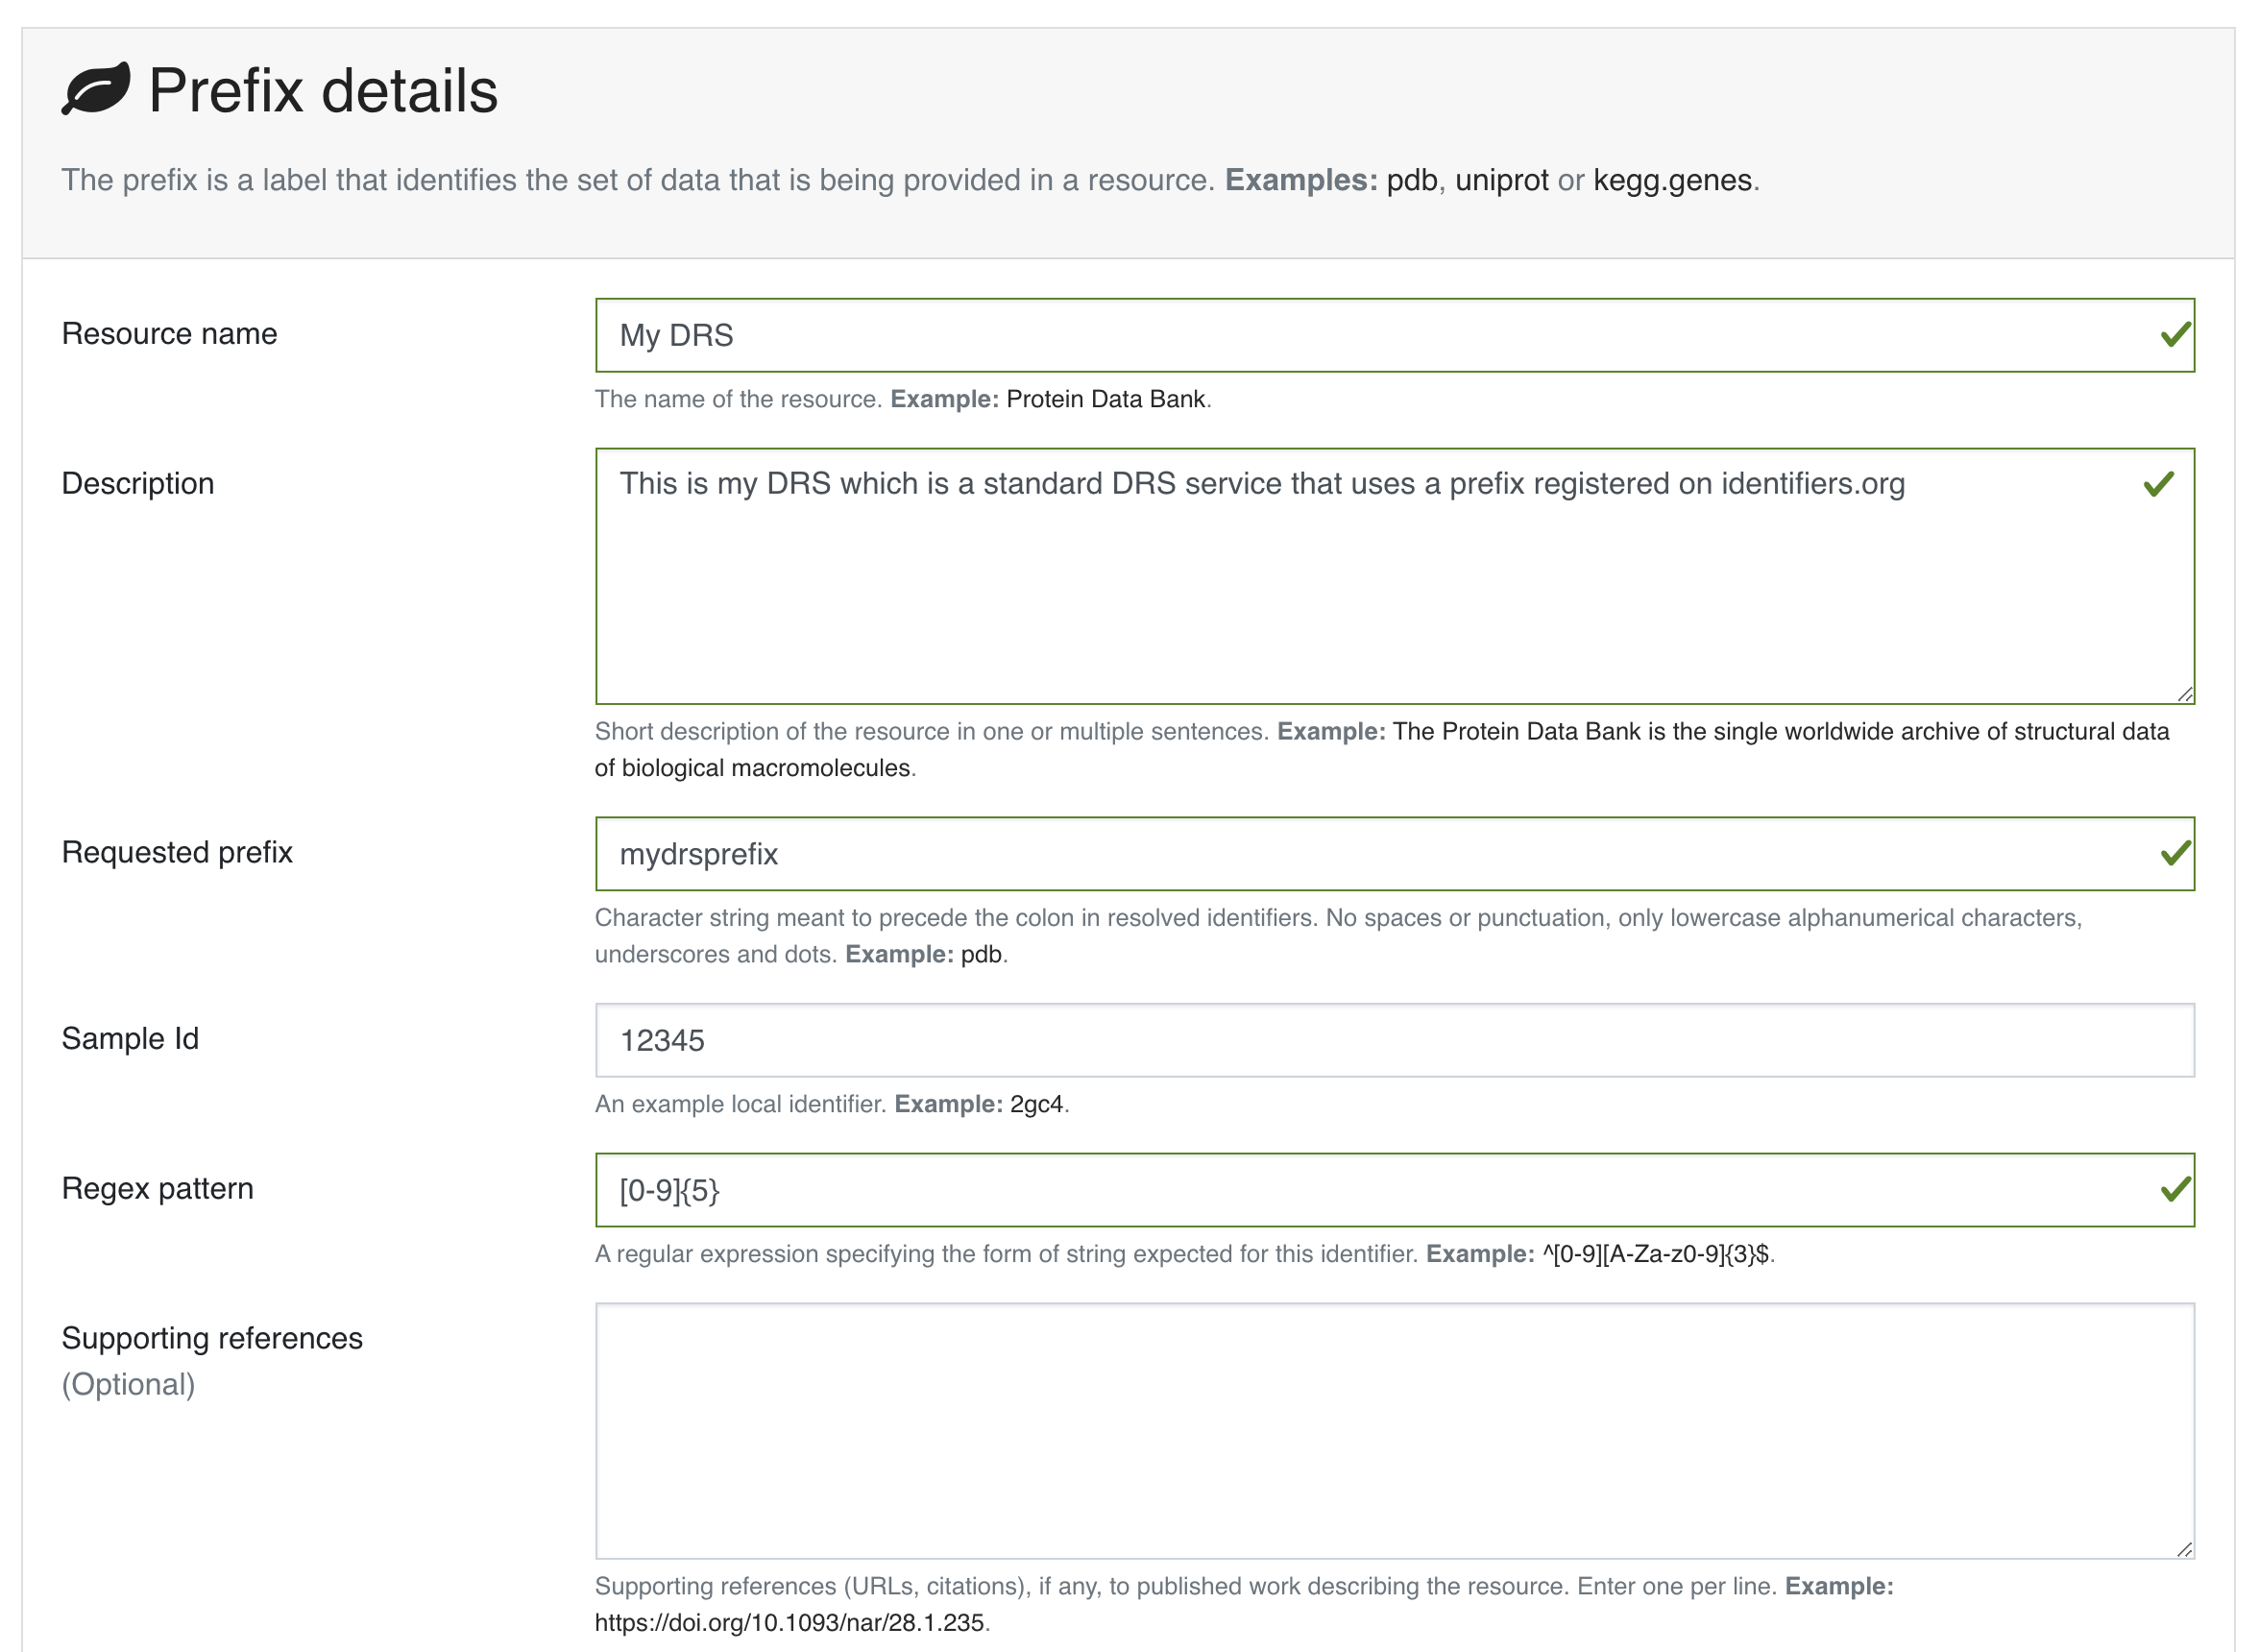 Prefix details
The prefix is a label that identifies the set of data that is being provided in a resource. Examples: pdb, uniprot or kegg.genes.
Resource name
My DRS
The name of the resource. Example: Protein Data Bank.
Description
This is my DRS which is a standard DRS service that uses a prefix registered on identifiers.org
Short description of the resource in one or multiple sentences. Example: The Protein Data Bank is the single worldwide archive of structural data
of biological macromolecules.
Requested prefix
mydrsprefix
Character string meant to precede the colon in resolved identifiers. No spaces or punctuation, only lowercase alphanumerical characters,
underscores and dots. Example: pdb.
Sample Id
12345
An example local identifier. Example: 2gc4.
Regex pattern
[0-9]{5}
A regular expression specifying the form of string expected for this identifier. Example: ^[0-9][A-Za-z0-9]{3}$.
Supporting references
(Optional)
Supporting references (URLs, citations), if any, to published work describing the resource. Enter one per line. Example:
https://doi.org/10.1093/nar/28.1.235.